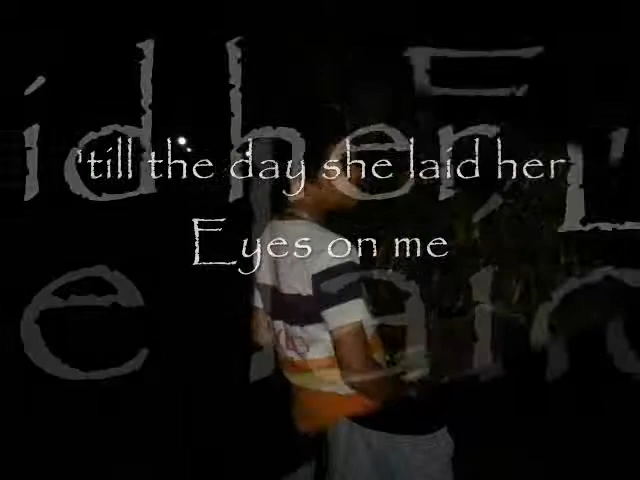 'till the day she laid her
Eyes on me